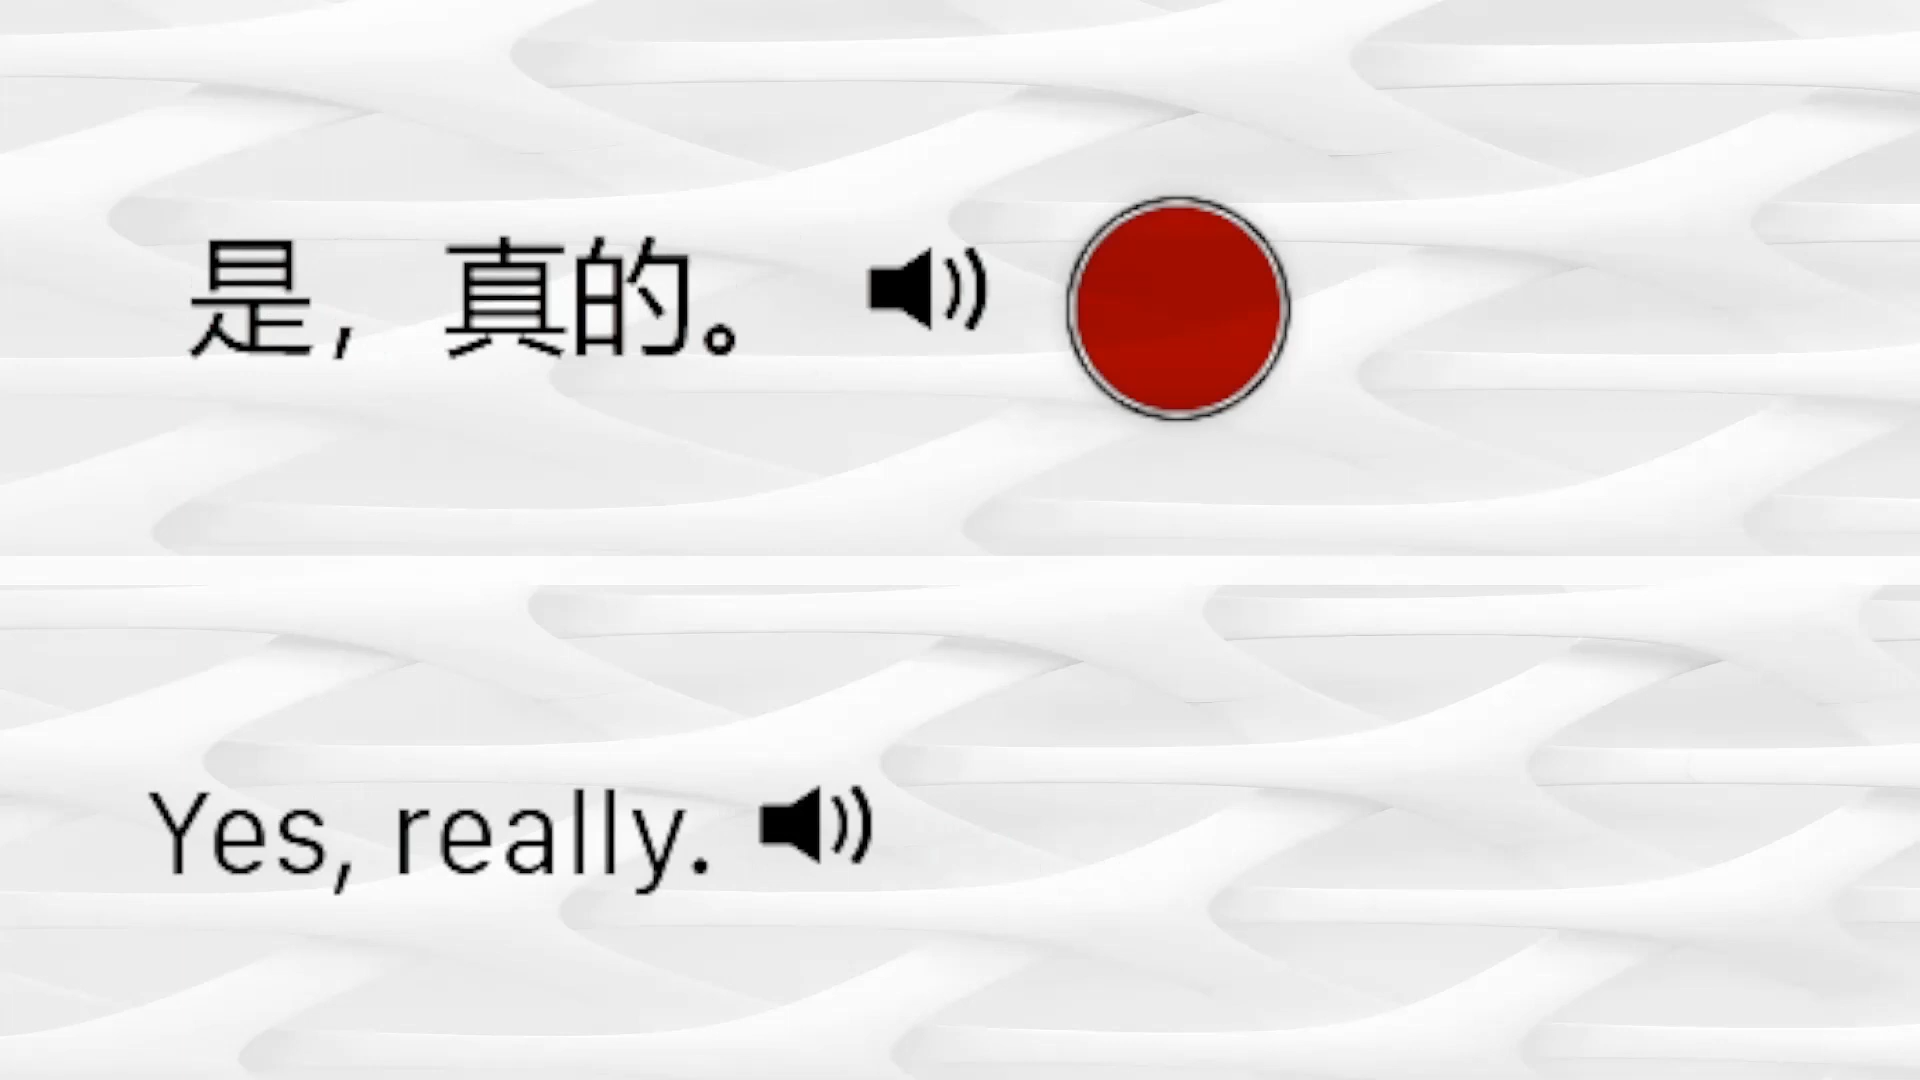 是，真的。
Yes, really.